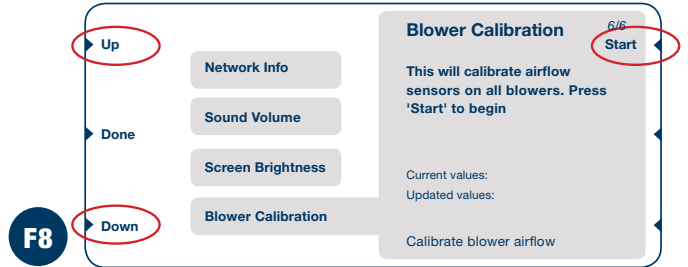 Up
Done
Down
F8
Network Info
Sound Volume
Screen Brightness
Blower Calibration
Blower Calibration
6/6
Start
This will calibrate airflow
sensors on all blowers. Press
'Start' to begin
Current values:
Updated values:
Calibrate blower airflow